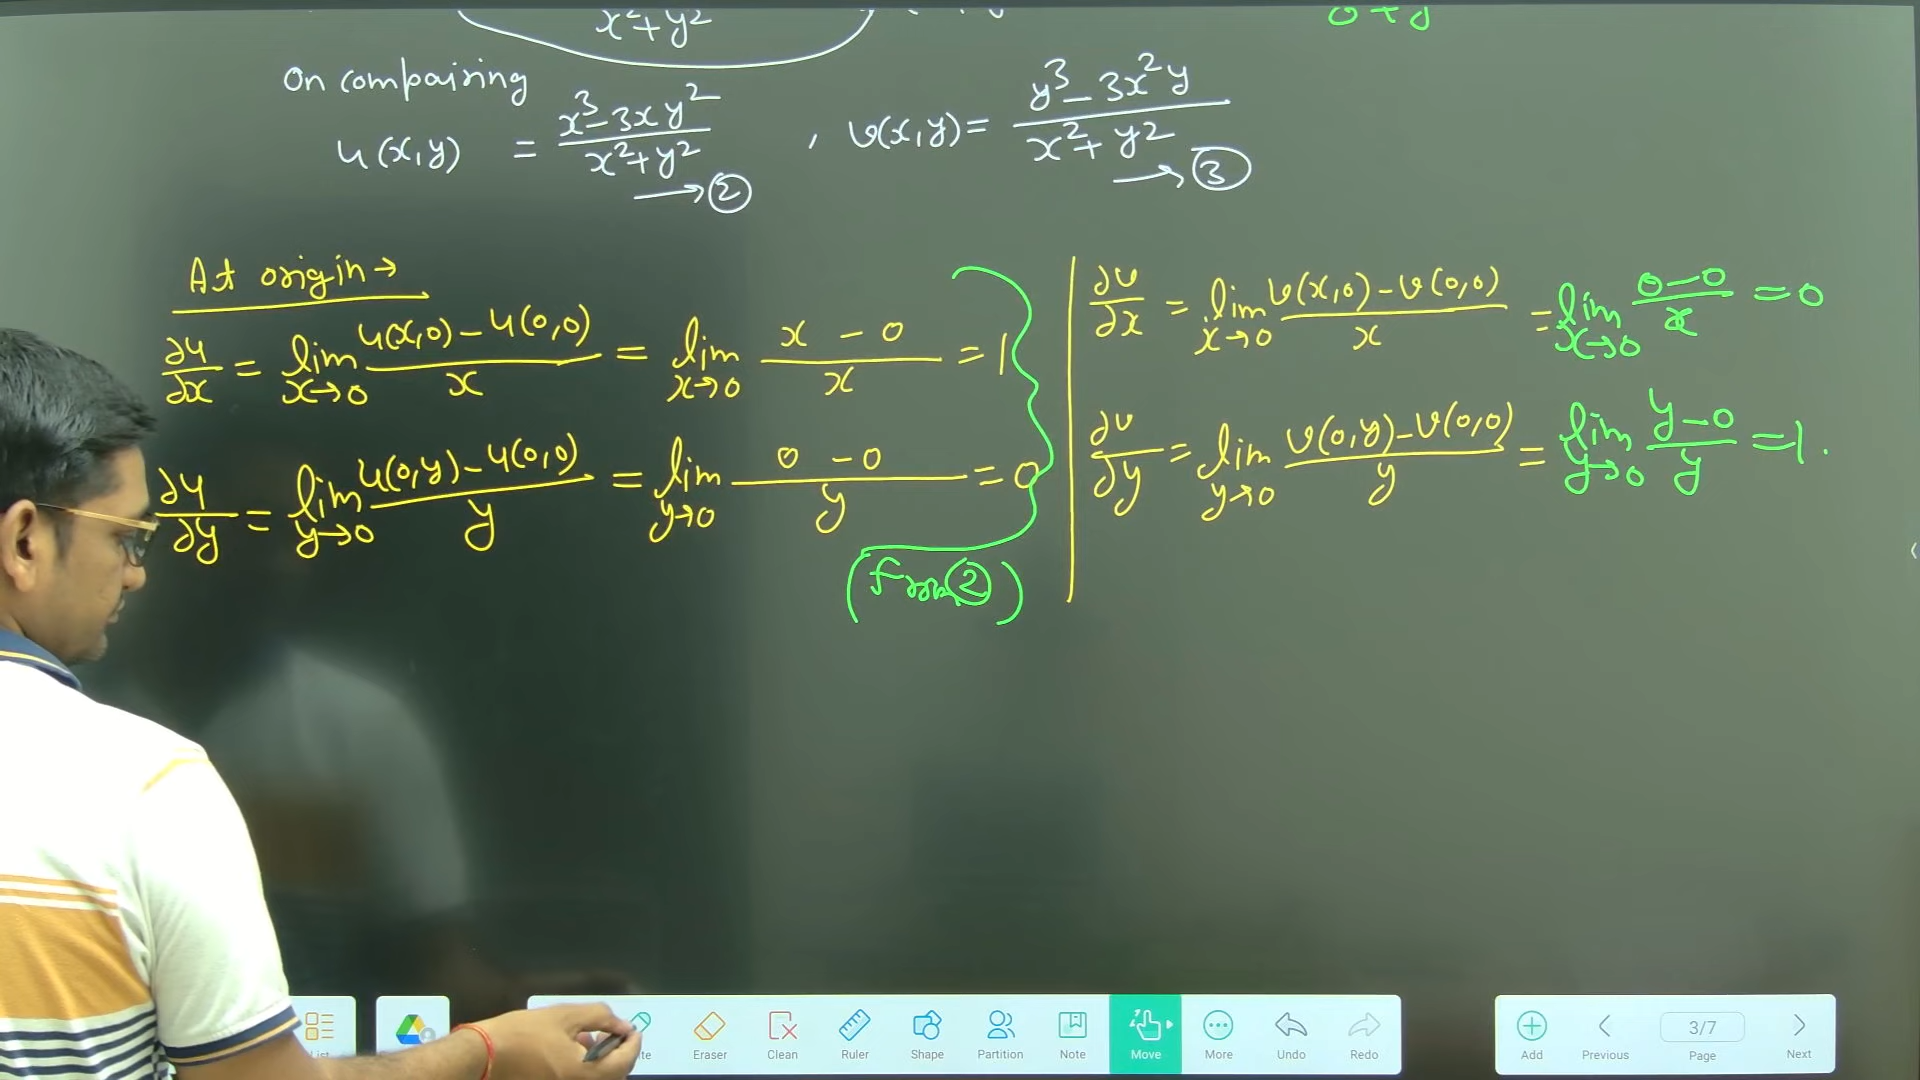 x²+y²
0+y
On compairing
u(x,y) = x³-3xy² / x²+y² → ② , v(x,y) = y³-3x²y / x²+y² → ③
At origin→
∂u/∂x = lim x→0 u(x,0)-u(0,0) / x = lim x→0 x-0 / x = 1
∂u/∂y = lim y→0 u(0,y)-u(0,0) / y = lim y→0 0-0 / y = 0
(From ②)
∂v/∂x = lim x→0 v(x,0)-v(0,0) / x = lim x→0 0-0 / x = 0
∂v/∂y = lim y→0 v(0,y)-v(0,0) / y = lim y→0 y-0 / y = 1.
List Eraser Clean Ruler Shape Partition Note Move More Undo Redo
Add Previous 3/7 Page Next